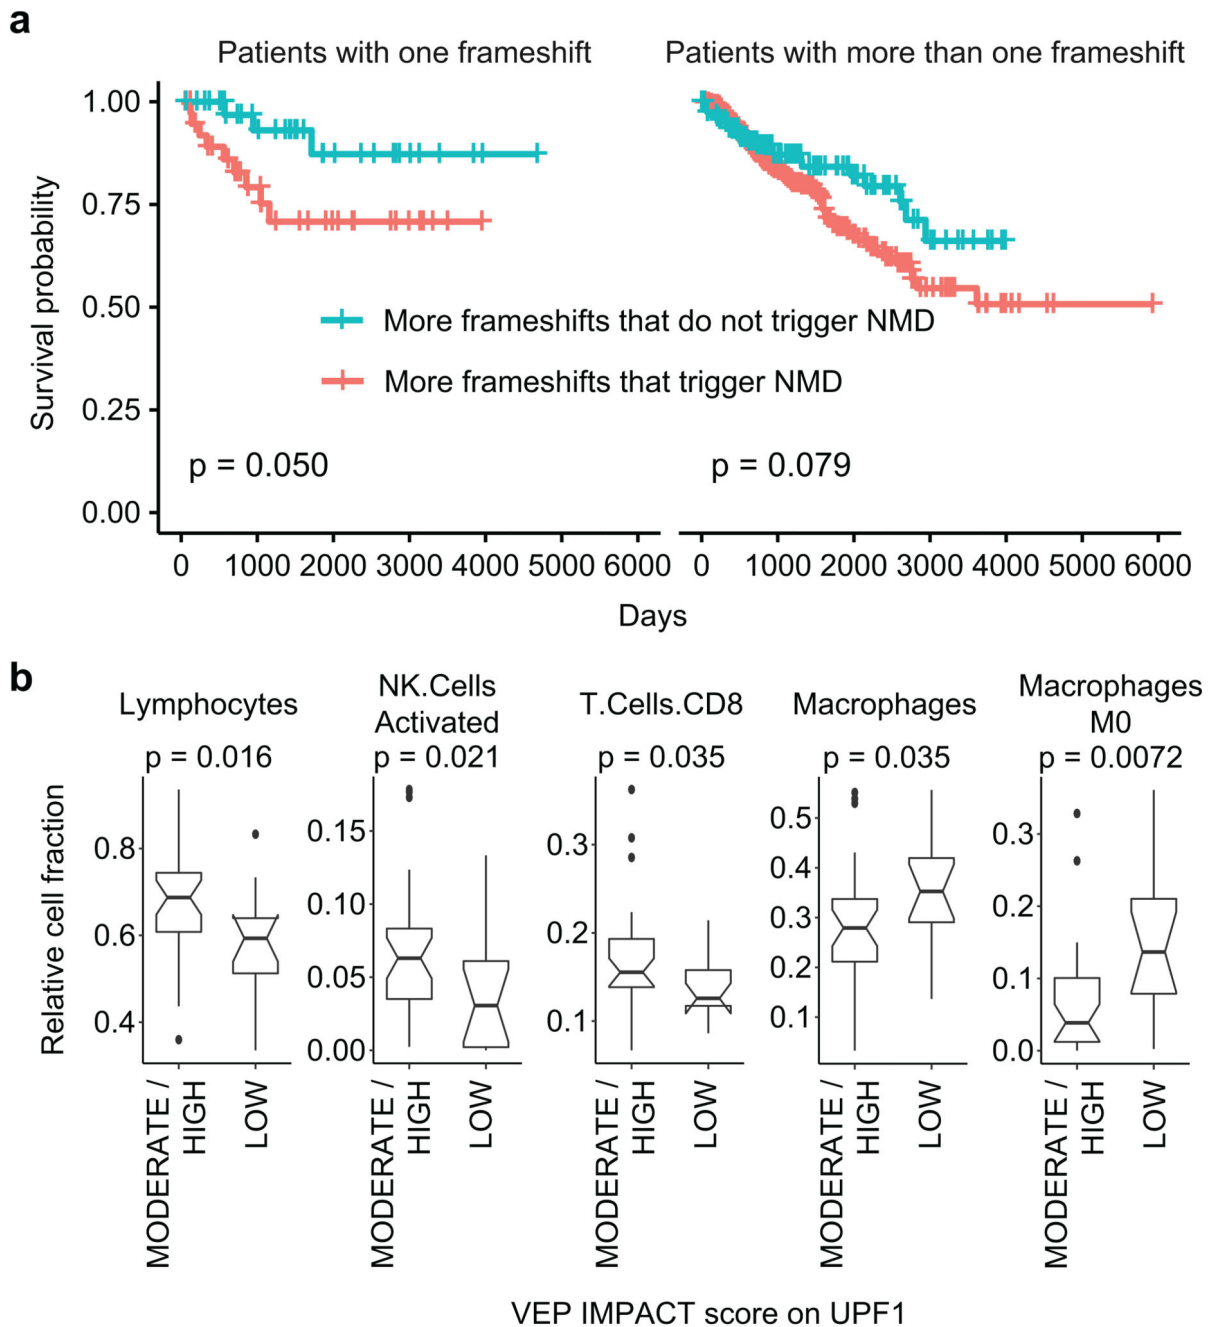 a
Patients with one frameshift
Patients with more than one frameshift
Survival probability
1.00
0.75
0.50
0.25
0.00
More frameshifts that do not trigger NMD
More frameshifts that trigger NMD
p = 0.050
p = 0.079
0 1000 2000 3000 4000 5000 6000
0 1000 2000 3000 4000 5000 6000
Days
b
Lymphocytes
p = 0.016
NK.Cells
Activated
p = 0.021
T.Cells.CD8
p = 0.035
Macrophages
p = 0.035
Macrophages
M0
p = 0.0072
Relative cell fraction
0.8
0.6
0.4
0.15
0.10
0.05
0.00
0.3
0.2
0.1
0.5
0.4
0.3
0.2
0.1
0.3
0.2
0.1
0.0
MODERATE /
HIGH
LOW
MODERATE /
HIGH
LOW
MODERATE /
HIGH
LOW
MODERATE /
HIGH
LOW
MODERATE /
HIGH
LOW
VEP IMPACT score on UPF1